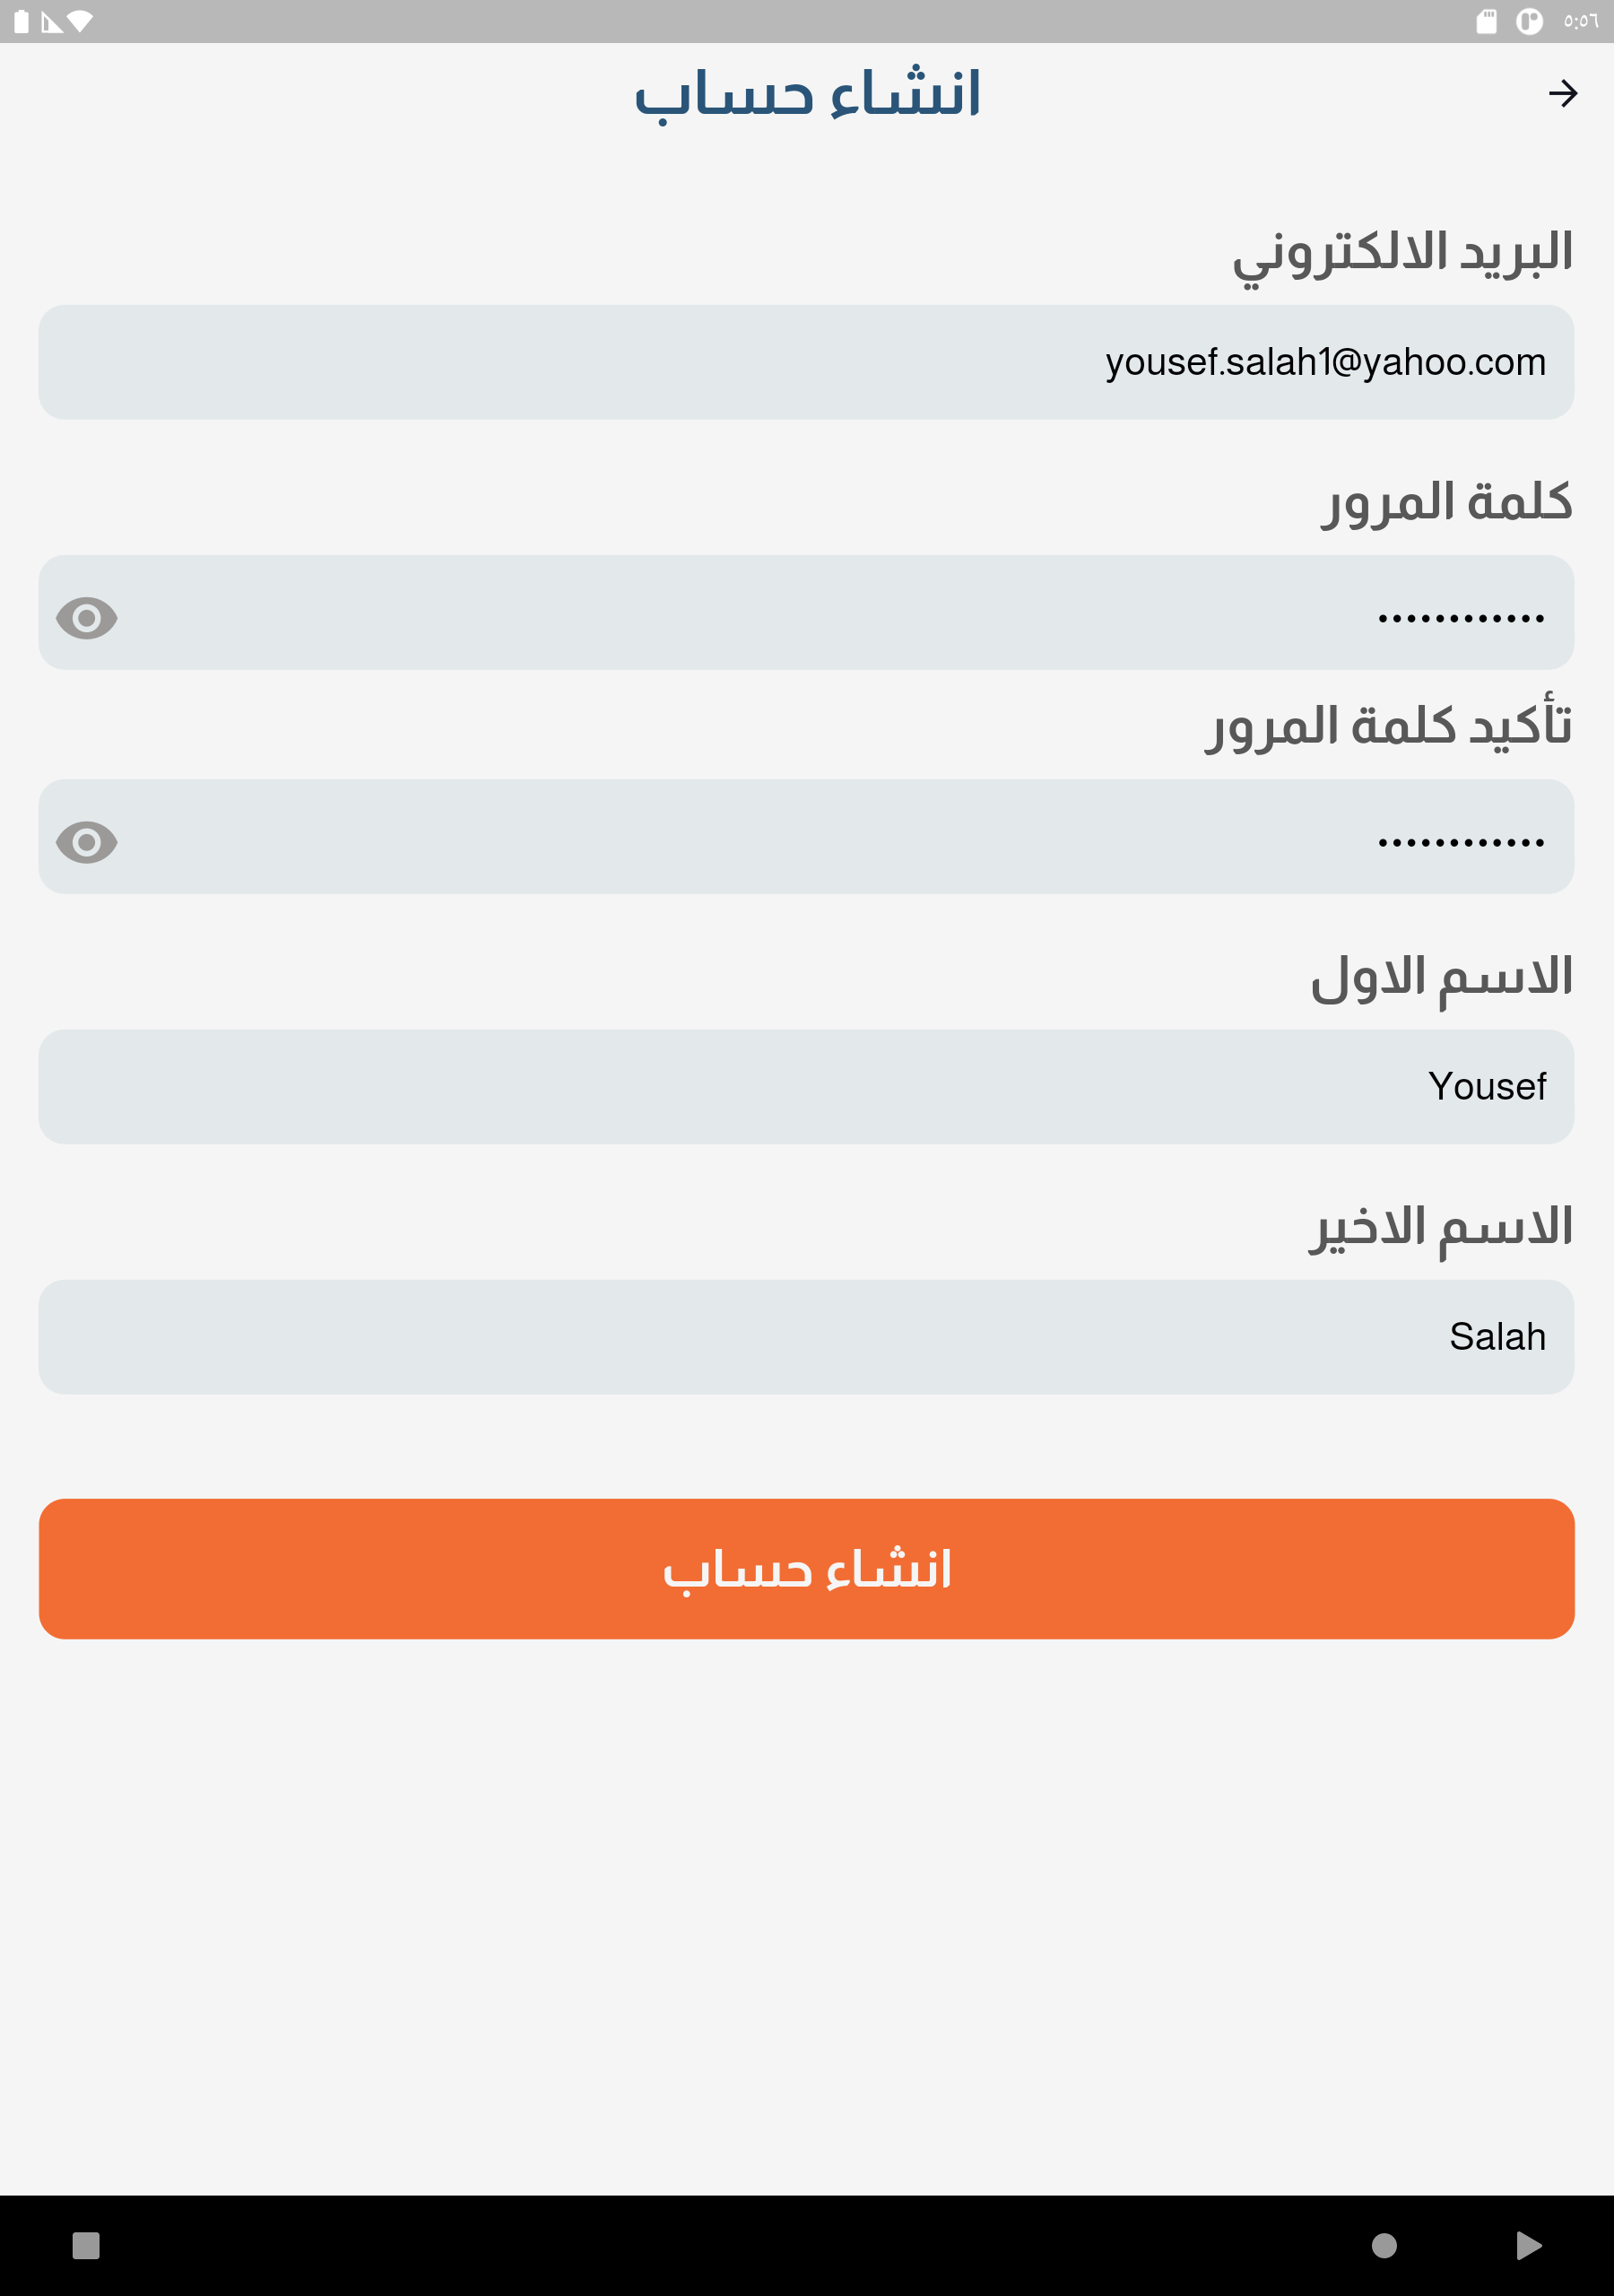 ٥:٥٦
انشاء حساب
البريد الالكتروني
yousef.salah1@yahoo.com
كلمة المرور
••••••••••••
تأكيد كلمة المرور
••••••••••••
الاسم الاول
Yousef
الاسم الاخير
Salah
انشاء حساب